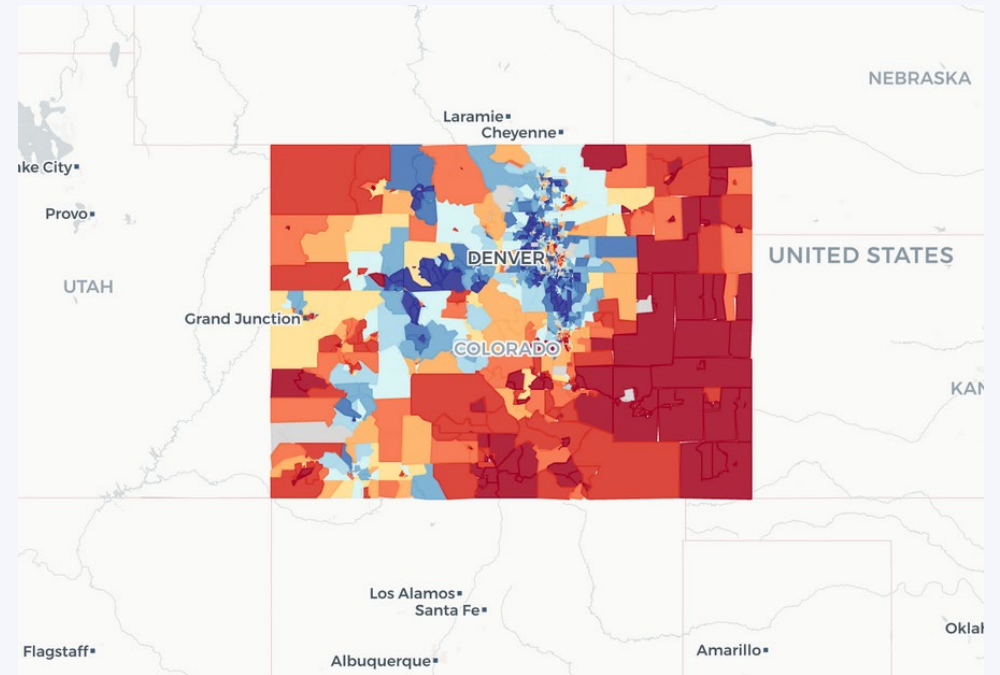 NEBRASKA
Laramie
Cheyenne
ke City
Provo
DENVER
UNITED STATES
UTAH
Grand Junction
COLORADO
KAN
Los Alamos
Santa Fe
Okla
Flagstaff
Amarillo
Albuquerque